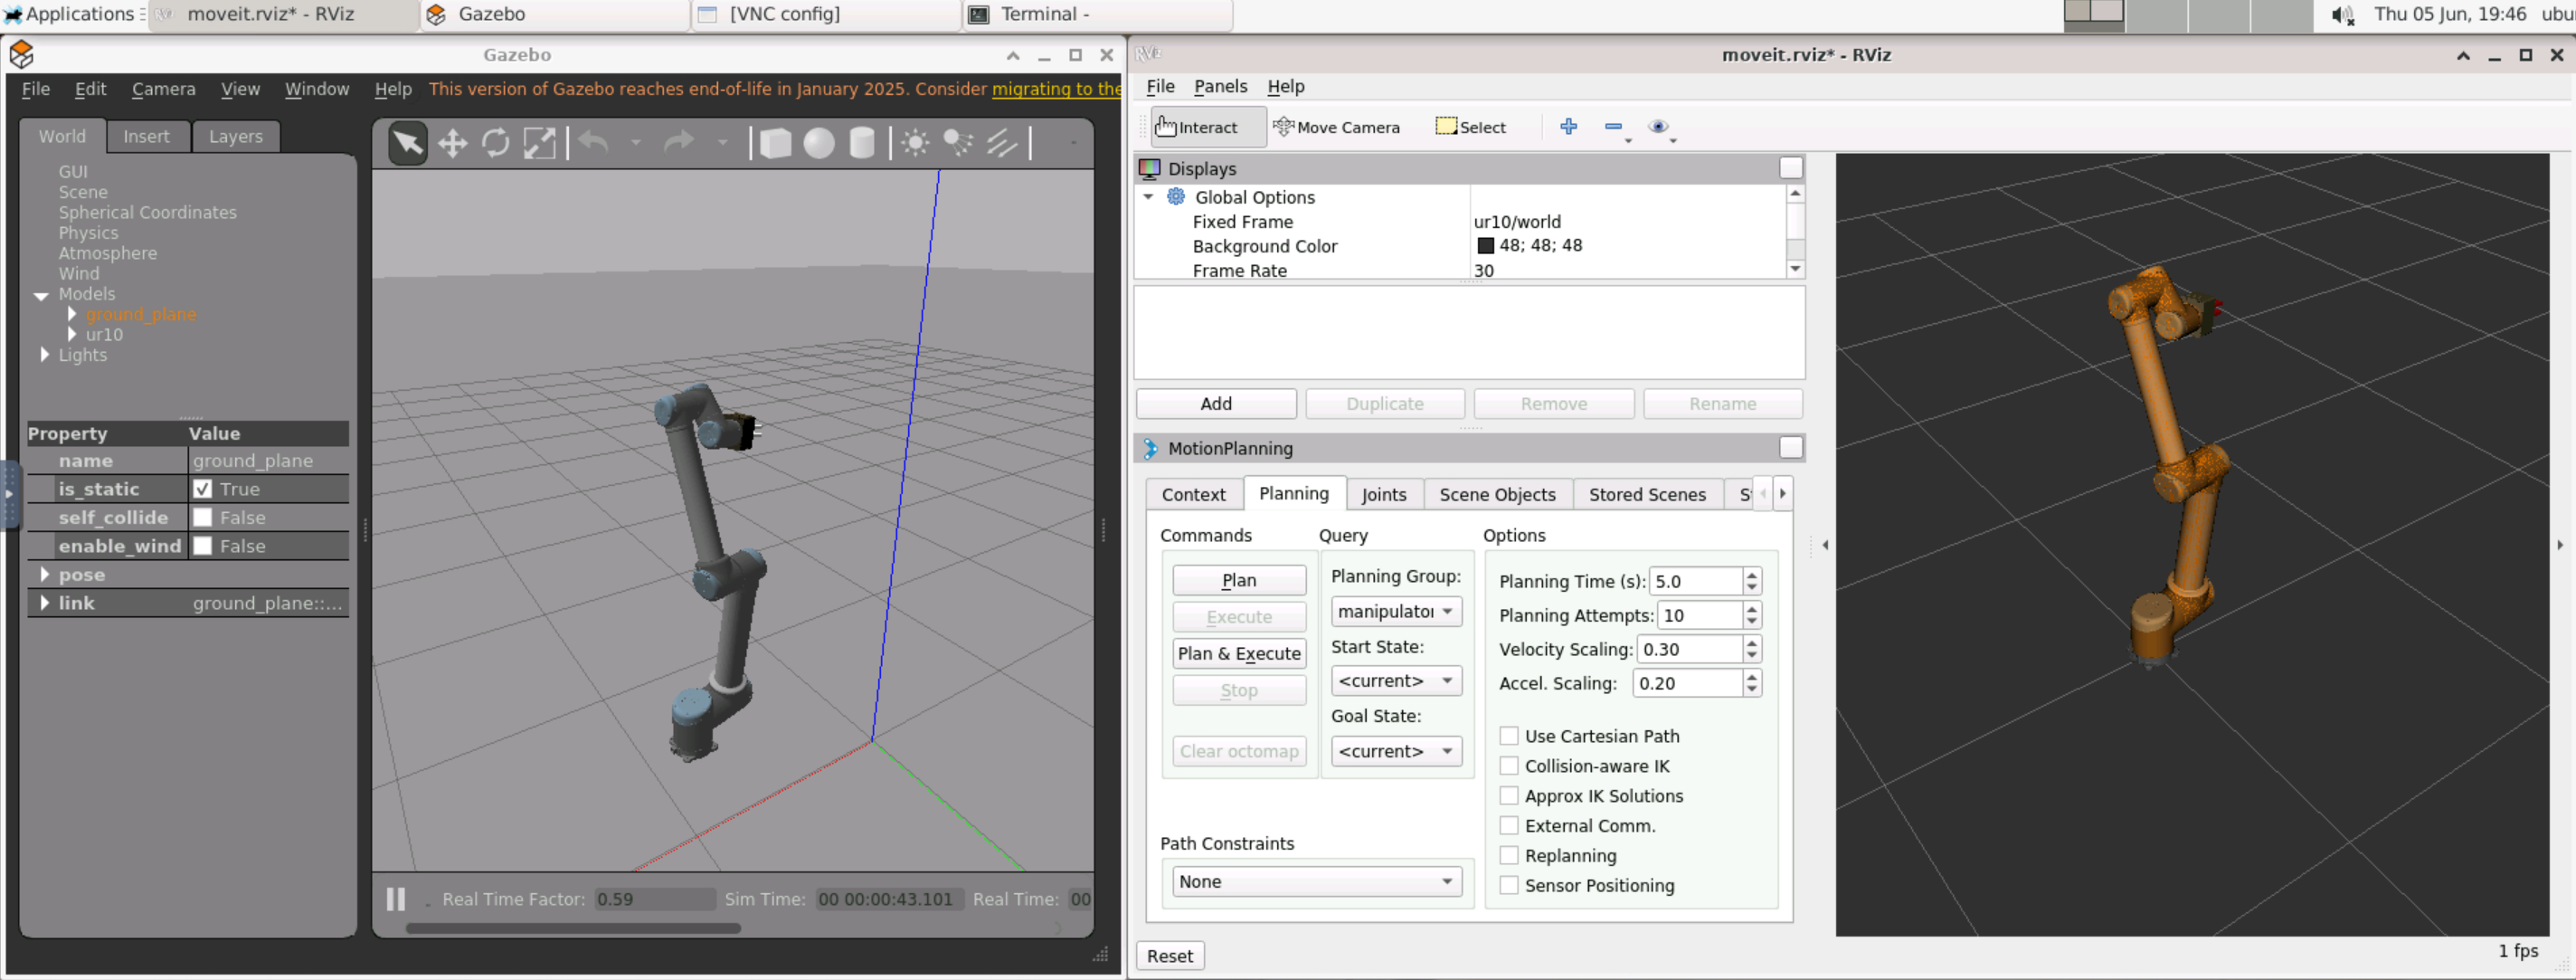 Applications
moveit.rviz* - RViz
Gazebo
[VNC config]
Terminal -
Thu 05 Jun, 19:46 ubu
Gazebo
File Edit Camera View Window Help This version of Gazebo reaches end-of-life in January 2025. Consider migrating to the
World Insert Layers
GUI
Scene
Spherical Coordinates
Physics
Atmosphere
Wind
Models
ground_plane
ur10
Lights
Property Value
name ground_plane
is_static True
self_collide False
enable_wind False
pose
link ground_plane::...
Real Time Factor: 0.59 Sim Time: 00 00:00:43.101 Real Time: 00
moveit.rviz* - RViz
File Panels Help
Interact Move Camera Select
Displays
Global Options
Fixed Frame ur10/world
Background Color 48; 48; 48
Frame Rate 30
Add Duplicate Remove Rename
MotionPlanning
Context Planning Joints Scene Objects Stored Scenes S
Commands
Plan
Execute
Plan & Execute
Stop
Clear octomap
Query
Planning Group:
manipulator
Start State:
<current>
Goal State:
<current>
Options
Planning Time (s): 5.0
Planning Attempts: 10
Velocity Scaling: 0.30
Accel. Scaling: 0.20
Use Cartesian Path
Collision-aware IK
Approx IK Solutions
External Comm.
Replanning
Sensor Positioning
Path Constraints
None
Reset
1 fps